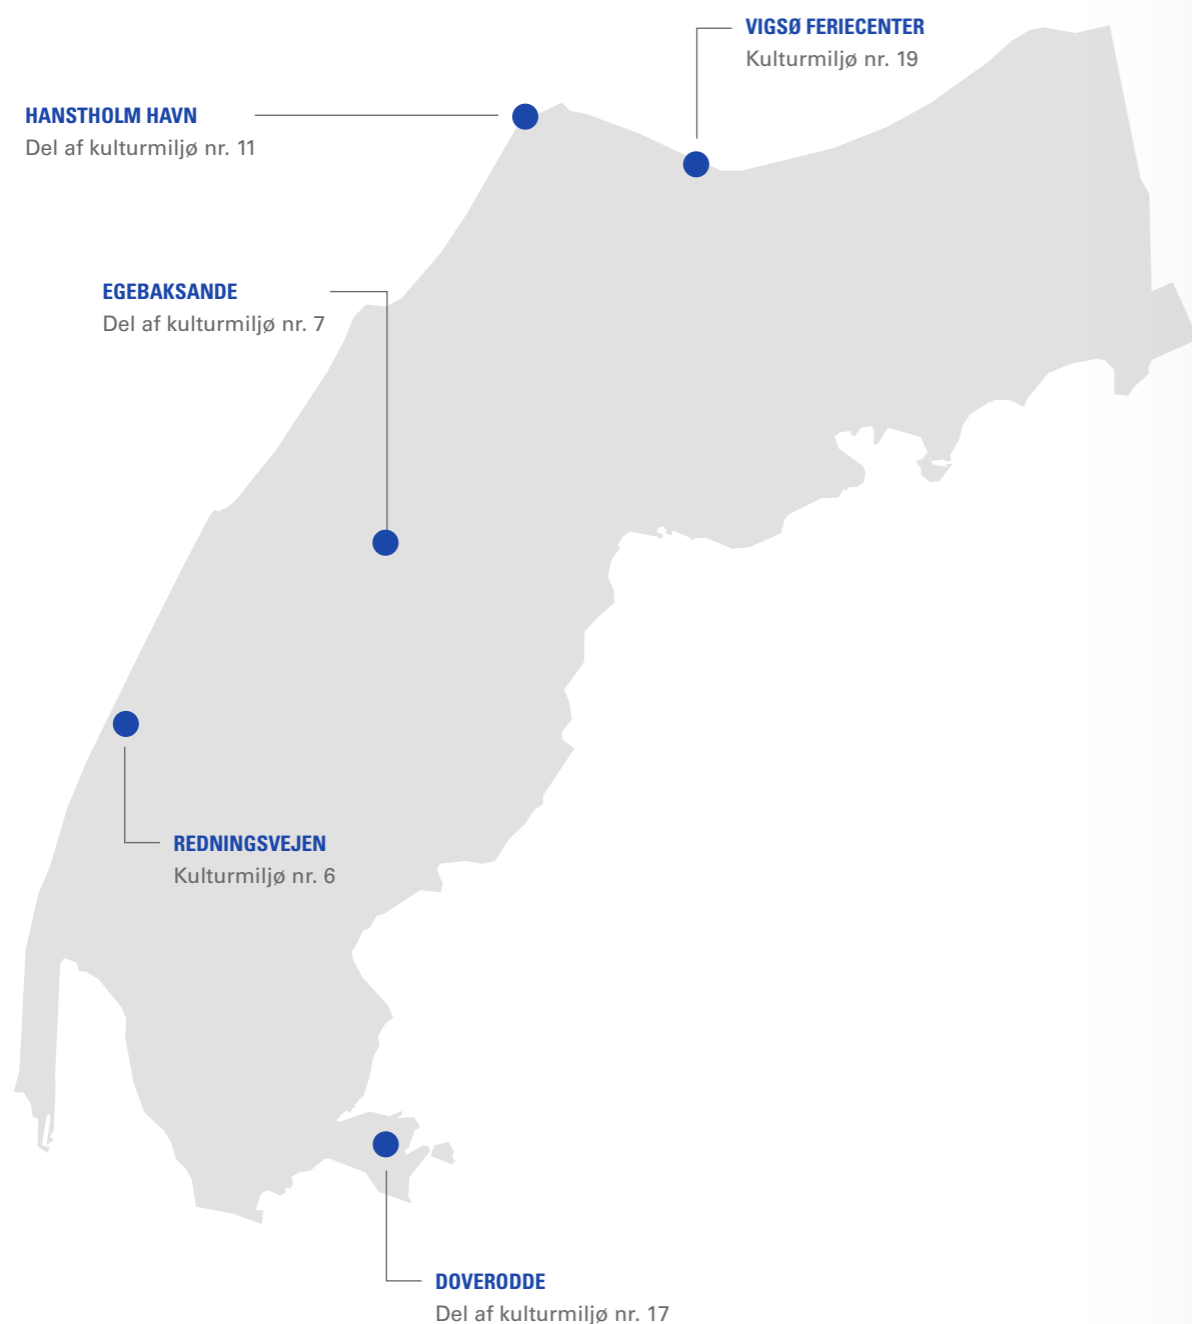 VIGSØ FERIECENTER
Kulturmiljø nr. 19
HANSTHOLM HAVN
Del af kulturmiljø nr. 11
EGEBAKSANDE
Del af kulturmiljø nr. 7
REDNINGSVEJEN
Kulturmiljø nr. 6
DOVERODDE
Del af kulturmiljø nr. 17